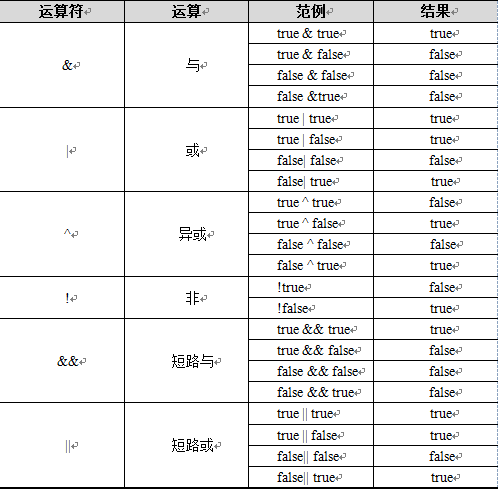 运算符 运算 范例 结果
& 与 true & true true
true & false false
false & false false
false &true false
| 或 true | true true
true | false true
false| false false
false| true true
^ 异或 true ^ true false
true ^ false true
false ^ false false
false ^ true true
! 非 !true false
!false true
&& 短路与 true && true true
true && false false
false && false false
false && true false
|| 短路或 true || true true
true || false true
false|| false false
false|| true true